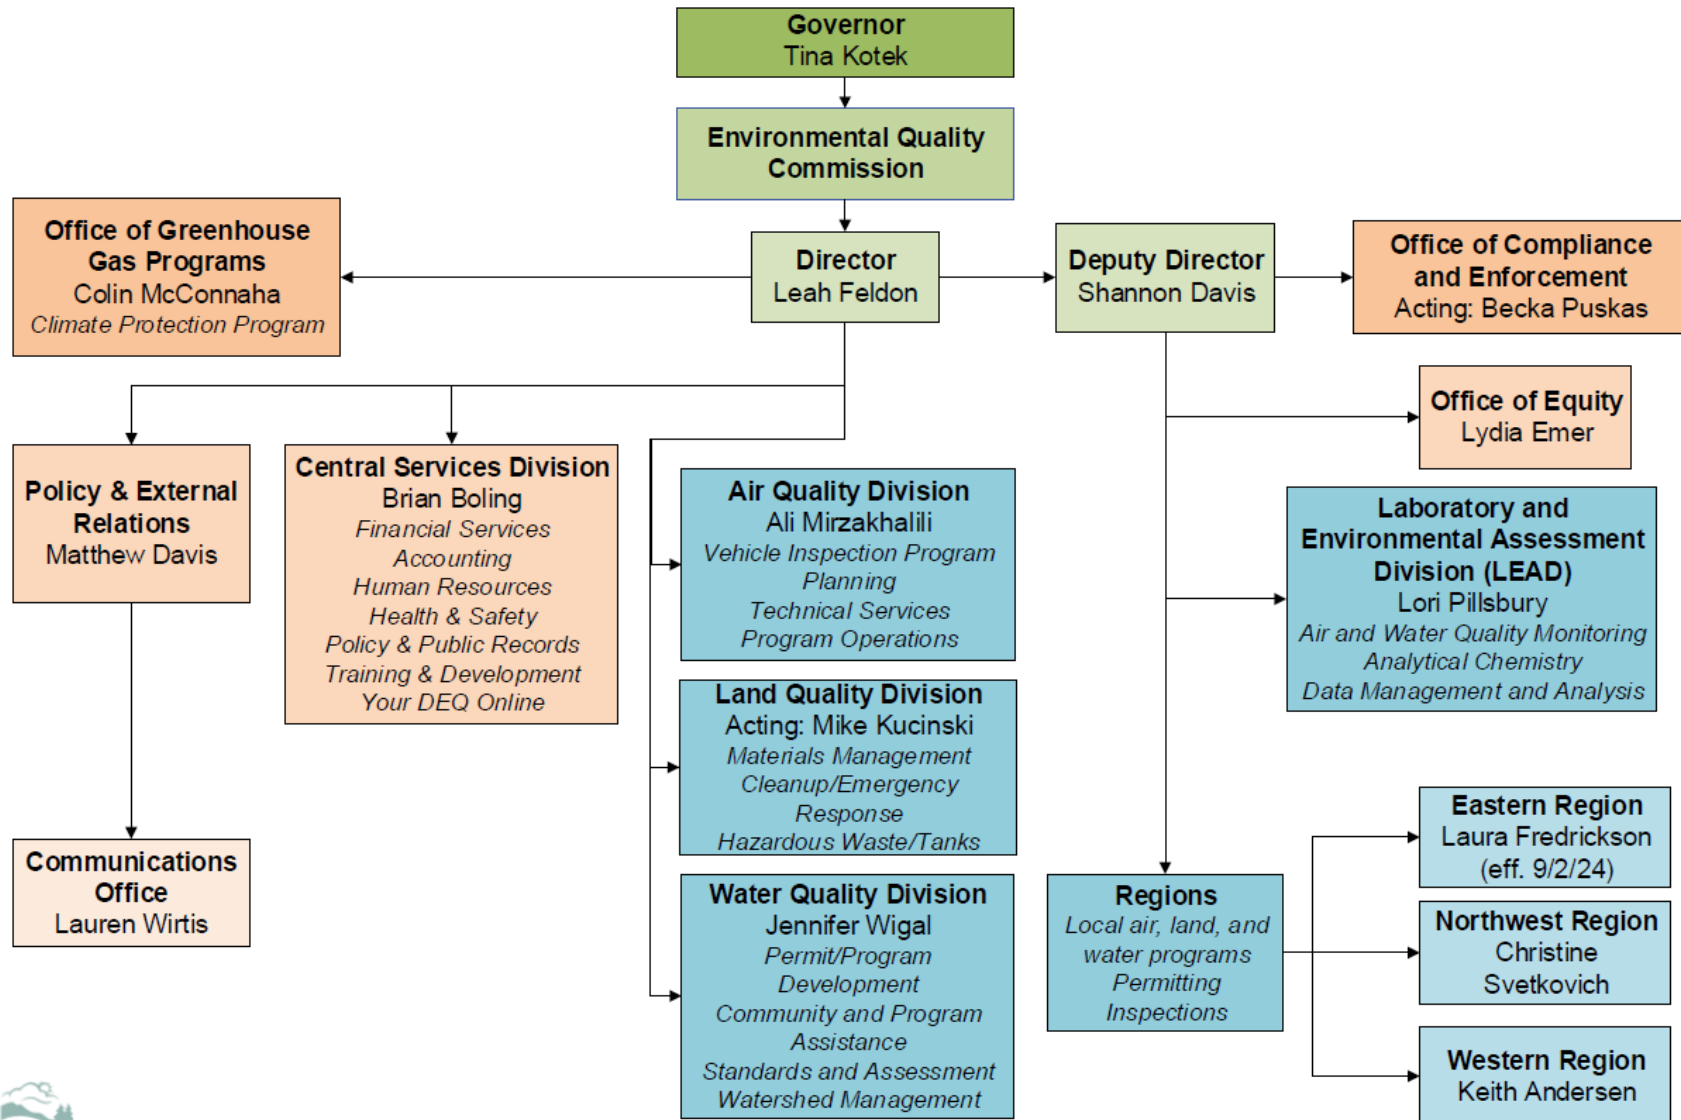 Governor
Tina Kotek
Environmental Quality
Commission
Office of Greenhouse
Gas Programs
Colin McConnaha
Climate Protection Program
Director
Leah Feldon
Deputy Director
Shannon Davis
Office of Compliance
and Enforcement
Acting: Becka Puskas
Office of Equity
Lydia Emer
Policy & External
Relations
Matthew Davis
Central Services Division
Brian Boling
Financial Services
Accounting
Human Resources
Health & Safety
Policy & Public Records
Training & Development
Your DEQ Online
Air Quality Division
Ali Mirzakhalili
Vehicle Inspection Program
Planning
Technical Services
Program Operations
Laboratory and
Environmental Assessment
Division (LEAD)
Lori Pillsbury
Air and Water Quality Monitoring
Analytical Chemistry
Data Management and Analysis
Land Quality Division
Acting: Mike Kucinski
Materials Management
Cleanup/Emergency
Response
Hazardous Waste/Tanks
Communications
Office
Lauren Wirtis
Water Quality Division
Jennifer Wigal
Permit/Program
Development
Community and Program
Assistance
Standards and Assessment
Watershed Management
Regions
Local air, land, and
water programs
Permitting
Inspections
Eastern Region
Laura Fredrickson
(eff. 9/2/24)
Northwest Region
Christine
Svetkovich
Western Region
Keith Andersen